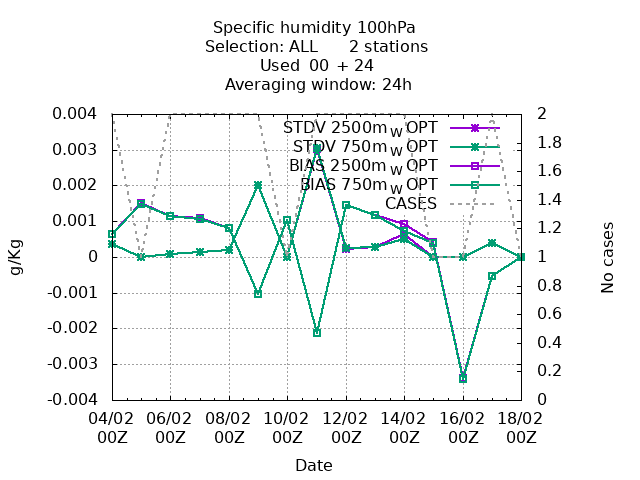 Specific humidity 100hPa
Selection: ALL 2 stations
Used 00 + 24
Averaging window: 24h
0.004
0.003
0.002
0.001
0
-0.001
-0.002
-0.003
-0.004
g/Kg
STDV 2500m W OPT
STDV 750m W OPT
BIAS 2500m W OPT
BIAS 750m W OPT
CASES
2
1.8
1.6
1.4
1.2
1
0.8
0.6
0.4
0.2
0
No cases
04/02 06/02 08/02 10/02 12/02 14/02 16/02 18/02
00Z 00Z 00Z 00Z 00Z 00Z 00Z 00Z
Date